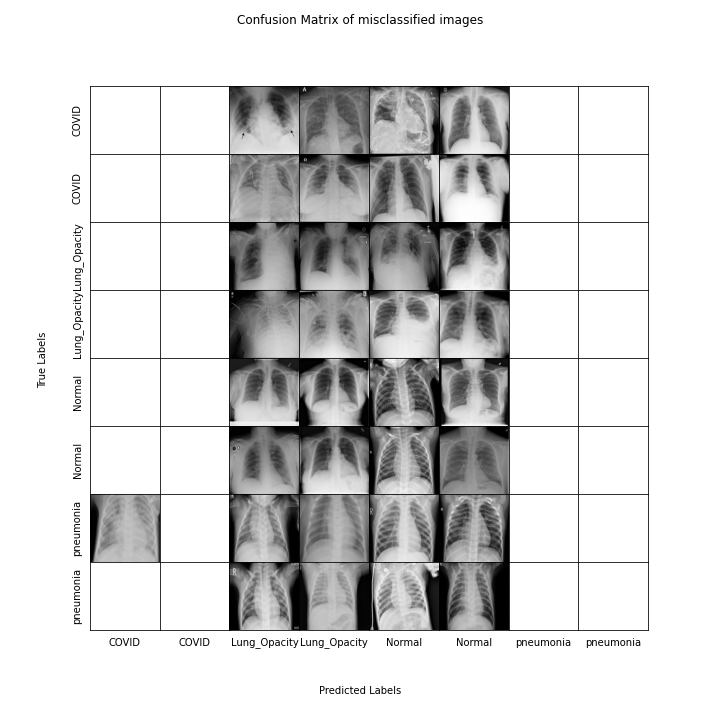 Confusion Matrix of misclassified images
True Labels
COVID
COVID
Lung_Opacity
Lung_Opacity
Normal
Normal
pneumonia
pneumonia
COVID COVID Lung_Opacity Lung_Opacity Normal Normal pneumonia pneumonia
Predicted Labels